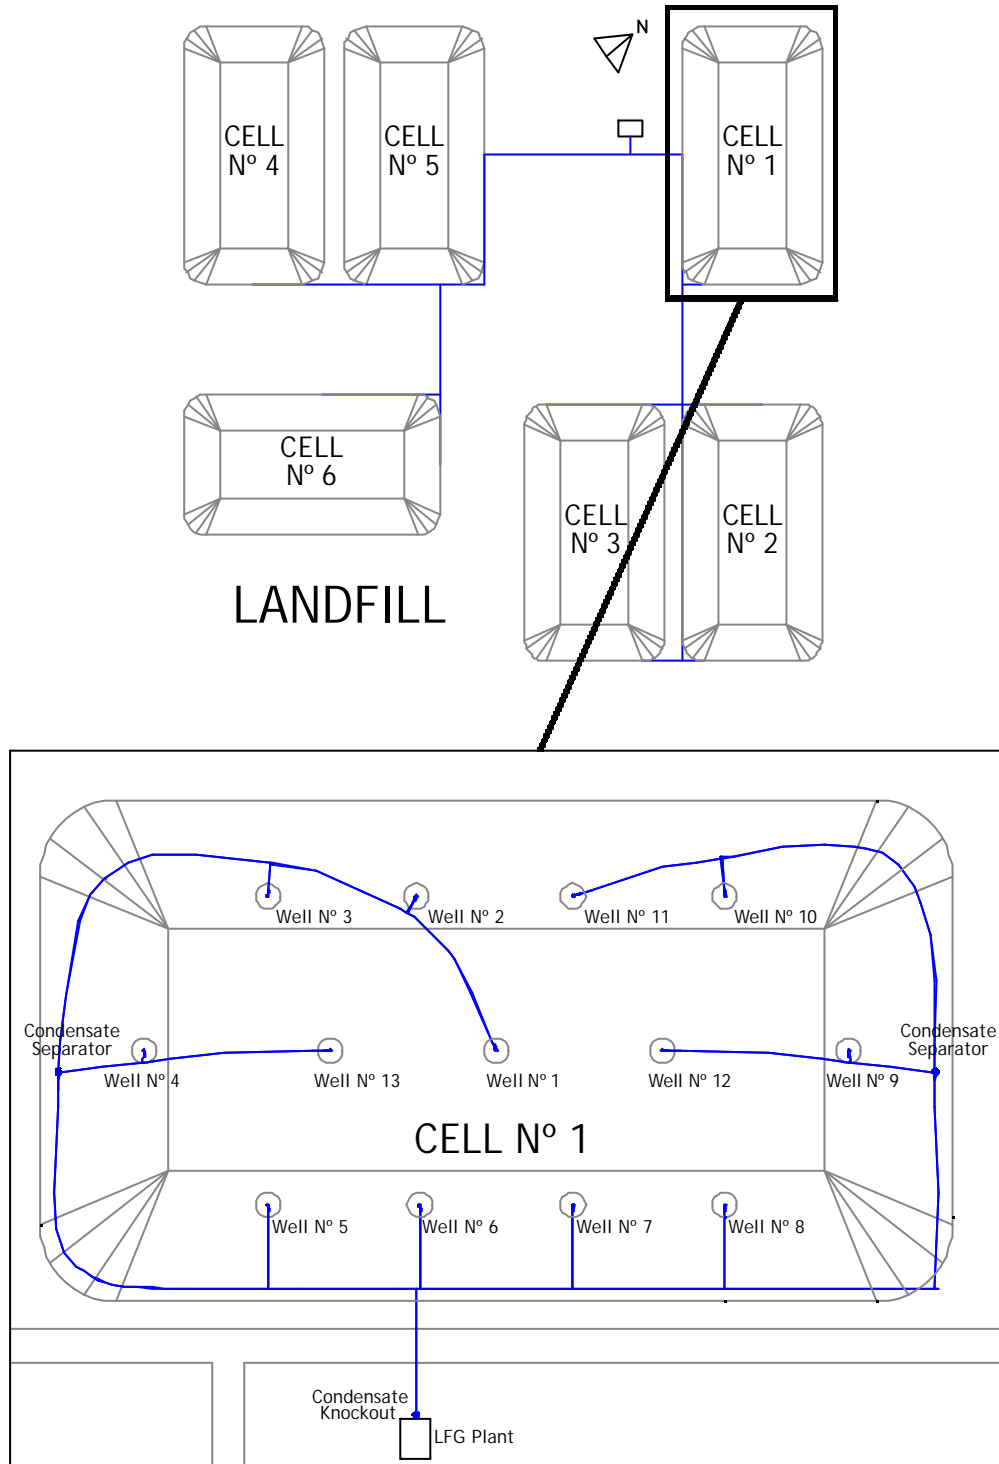 N
CELL
Nº 4
CELL
Nº 5
CELL
Nº 1
CELL
Nº 6
CELL
Nº 3
CELL
Nº 2
LANDFILL
Well Nº 3
Well Nº 2
Well Nº 11
Well Nº 10
Condensate
Separator
Condensate
Separator
Well Nº 4
Well Nº 13
Well Nº 1
Well Nº 12
Well Nº 9
CELL Nº 1
Well Nº 5
Well Nº 6
Well Nº 7
Well Nº 8
Condensate
Knockout
LFG Plant